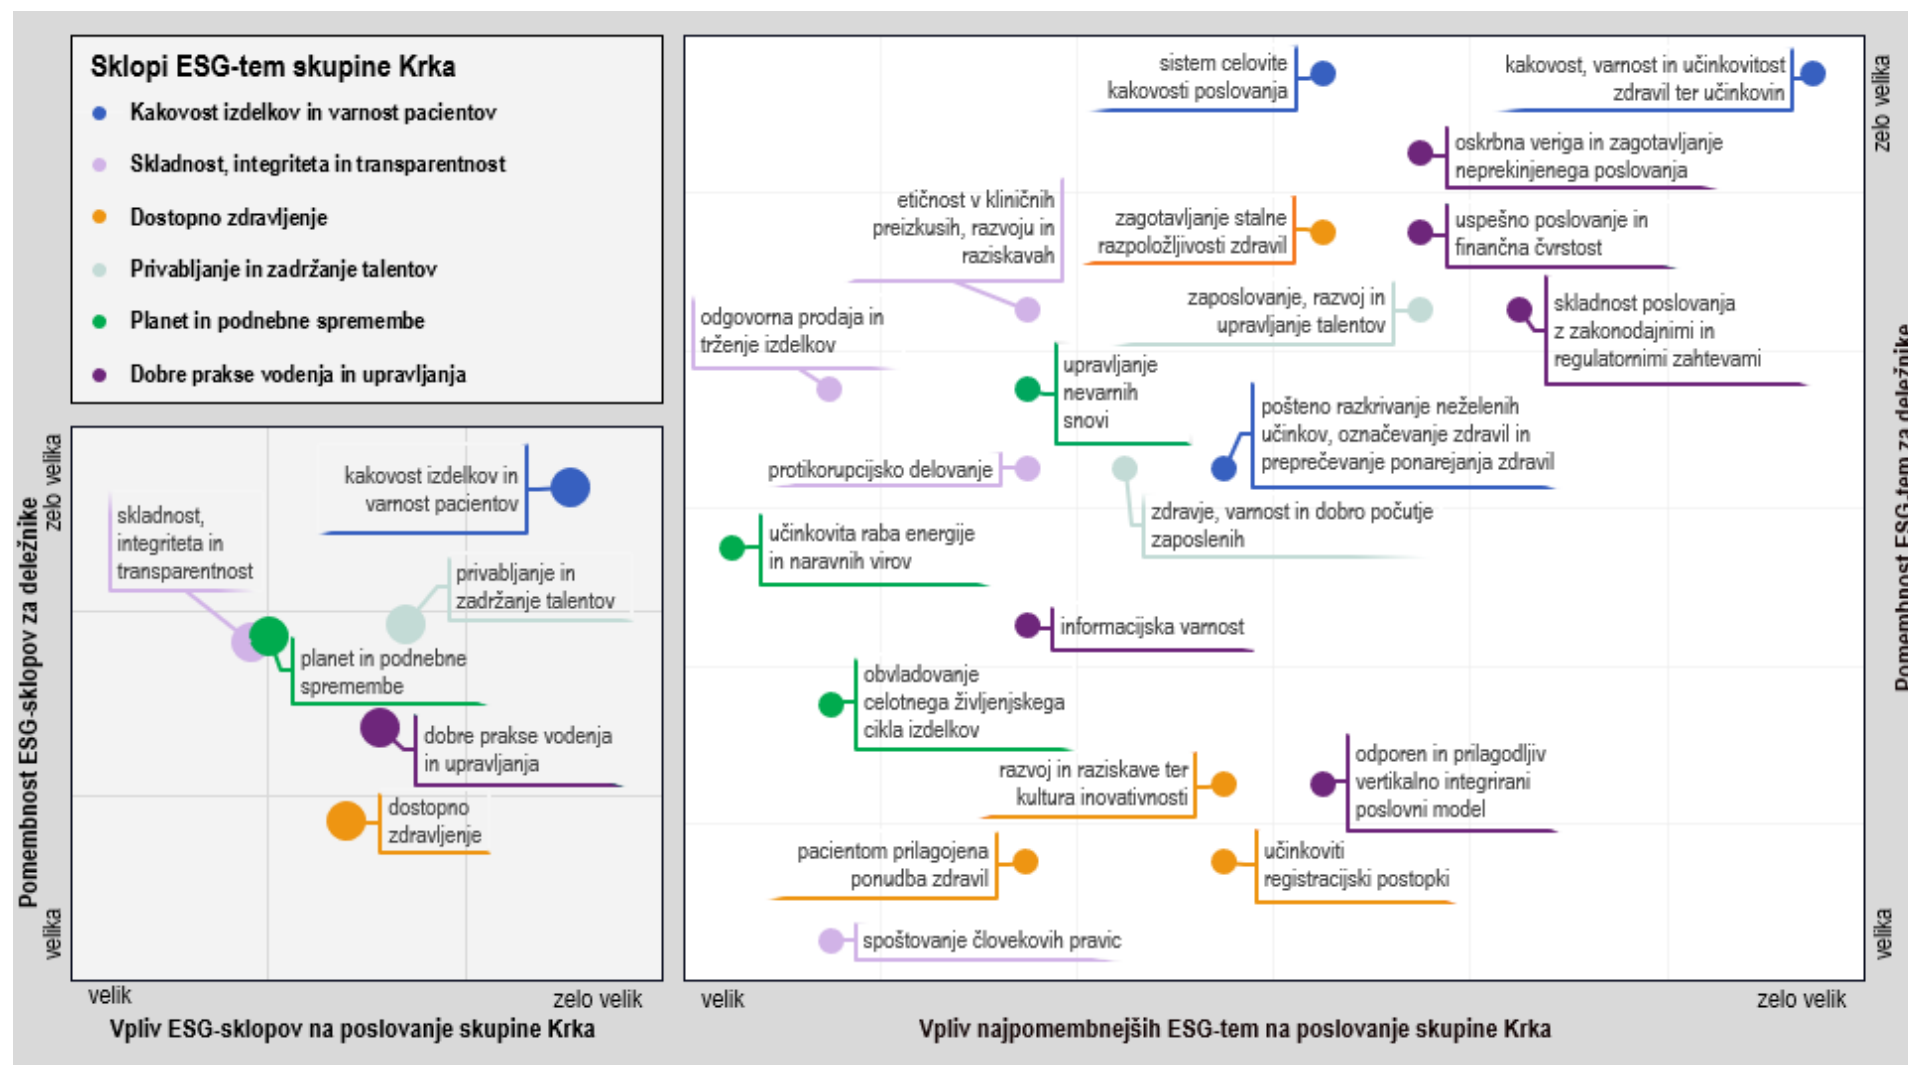 Sklopi ESG-tem skupine Krka
Kakovost izdelkov in varnost pacientov
Skladnost, integriteta in transparentnost
Dostopno zdravljenje
Privabljanje in zadržanje talentov
Planet in podnebne spremembe
Dobre prakse vodenja in upravljanja
Pomembnost ESG-sklopov za deležnike
zelo velika
velika
kakovost izdelkov in
varnost pacientov
skladnost,
integriteta in
transparentnost
privabljanje in
zadržanje talentov
planet in podnebne
spremembe
dobre prakse vodenja
in upravljanja
dostopno
zdravljenje
velik
zelo velik
Vpliv ESG-sklopov na poslovanje skupine Krka
sistem celovite
kakovosti poslovanja
kakovost, varnost in učinkovitost
zdravil ter učinkovin
oskrbna veriga in zagotavljanje
neprekinjenega poslovanja
etičnost v kliničnih
preizkusih, razvoju in
raziskavah
zagotavljanje stalne
razpoložljivosti zdravil
uspešno poslovanje in
finančna čvrstost
odgovorna prodaja in
trženje izdelkov
zaposlovanje, razvoj in
upravljanje talentov
skladnost poslovanja
z zakonodajnimi in
regulatornimi zahtevami
upravljanje
nevarnih
snovi
pošteno razkrivanje neželenih
učinkov, označevanje zdravil in
preprečevanje ponarejanja zdravil
protikorupcijsko delovanje
zdravje, varnost in dobro počutje
zaposlenih
učinkovita raba energije
in naravnih virov
informacijska varnost
obvladovanje
celotnega življenjskega
cikla izdelkov
razvoj in raziskave ter
kultura inovativnosti
odporen in prilagodljiv
vertikalno integrirani
poslovni model
pacientom prilagojena
ponudba zdravil
učinkoviti
registracijski postopki
spoštovanje človekovih pravic
velik
zelo velik
Vpliv najpomembnejših ESG-tem na poslovanje skupine Krka
zelo velika
Pomembnost ESG-tem za deležnike
velika